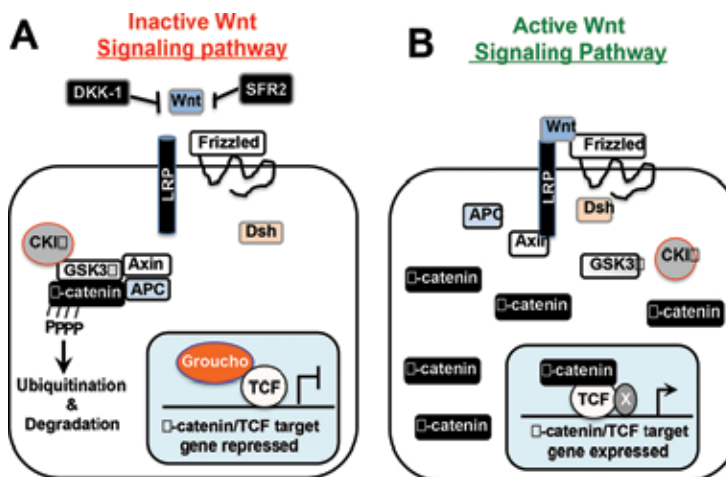 A
Inactive Wnt
Signaling pathway
DKK-1
Wnt
SFR2
LRP
Frizzled
Dsh
CKI□
GSK3□
Axin
□-catenin
APC
PPPP
Ubiquitination
&
Degradation
Groucho
TCF
□-catenin/TCF target
gene repressed
B
Active Wnt
Signaling Pathway
Wnt
Frizzled
LRP
APC
Dsh
Axin
GSK3□
CKI□
□-catenin
□-catenin
□-catenin
□-catenin
□-catenin
□-catenin
TCF
X
□-catenin/TCF target
gene expressed